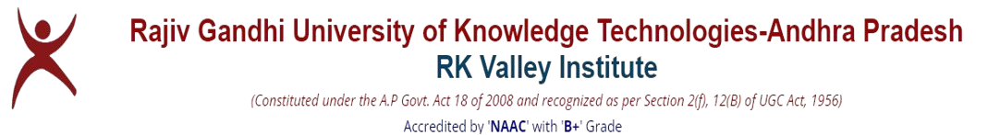 Rajiv Gandhi University of Knowledge Technologies-Andhra Pradesh
RK Valley Institute
(Constituted under the A.P Govt. Act 18 of 2008 and recognized as per Section 2(f), 12(B) of UGC Act, 1956)
Accredited by 'NAAC' with 'B+' Grade